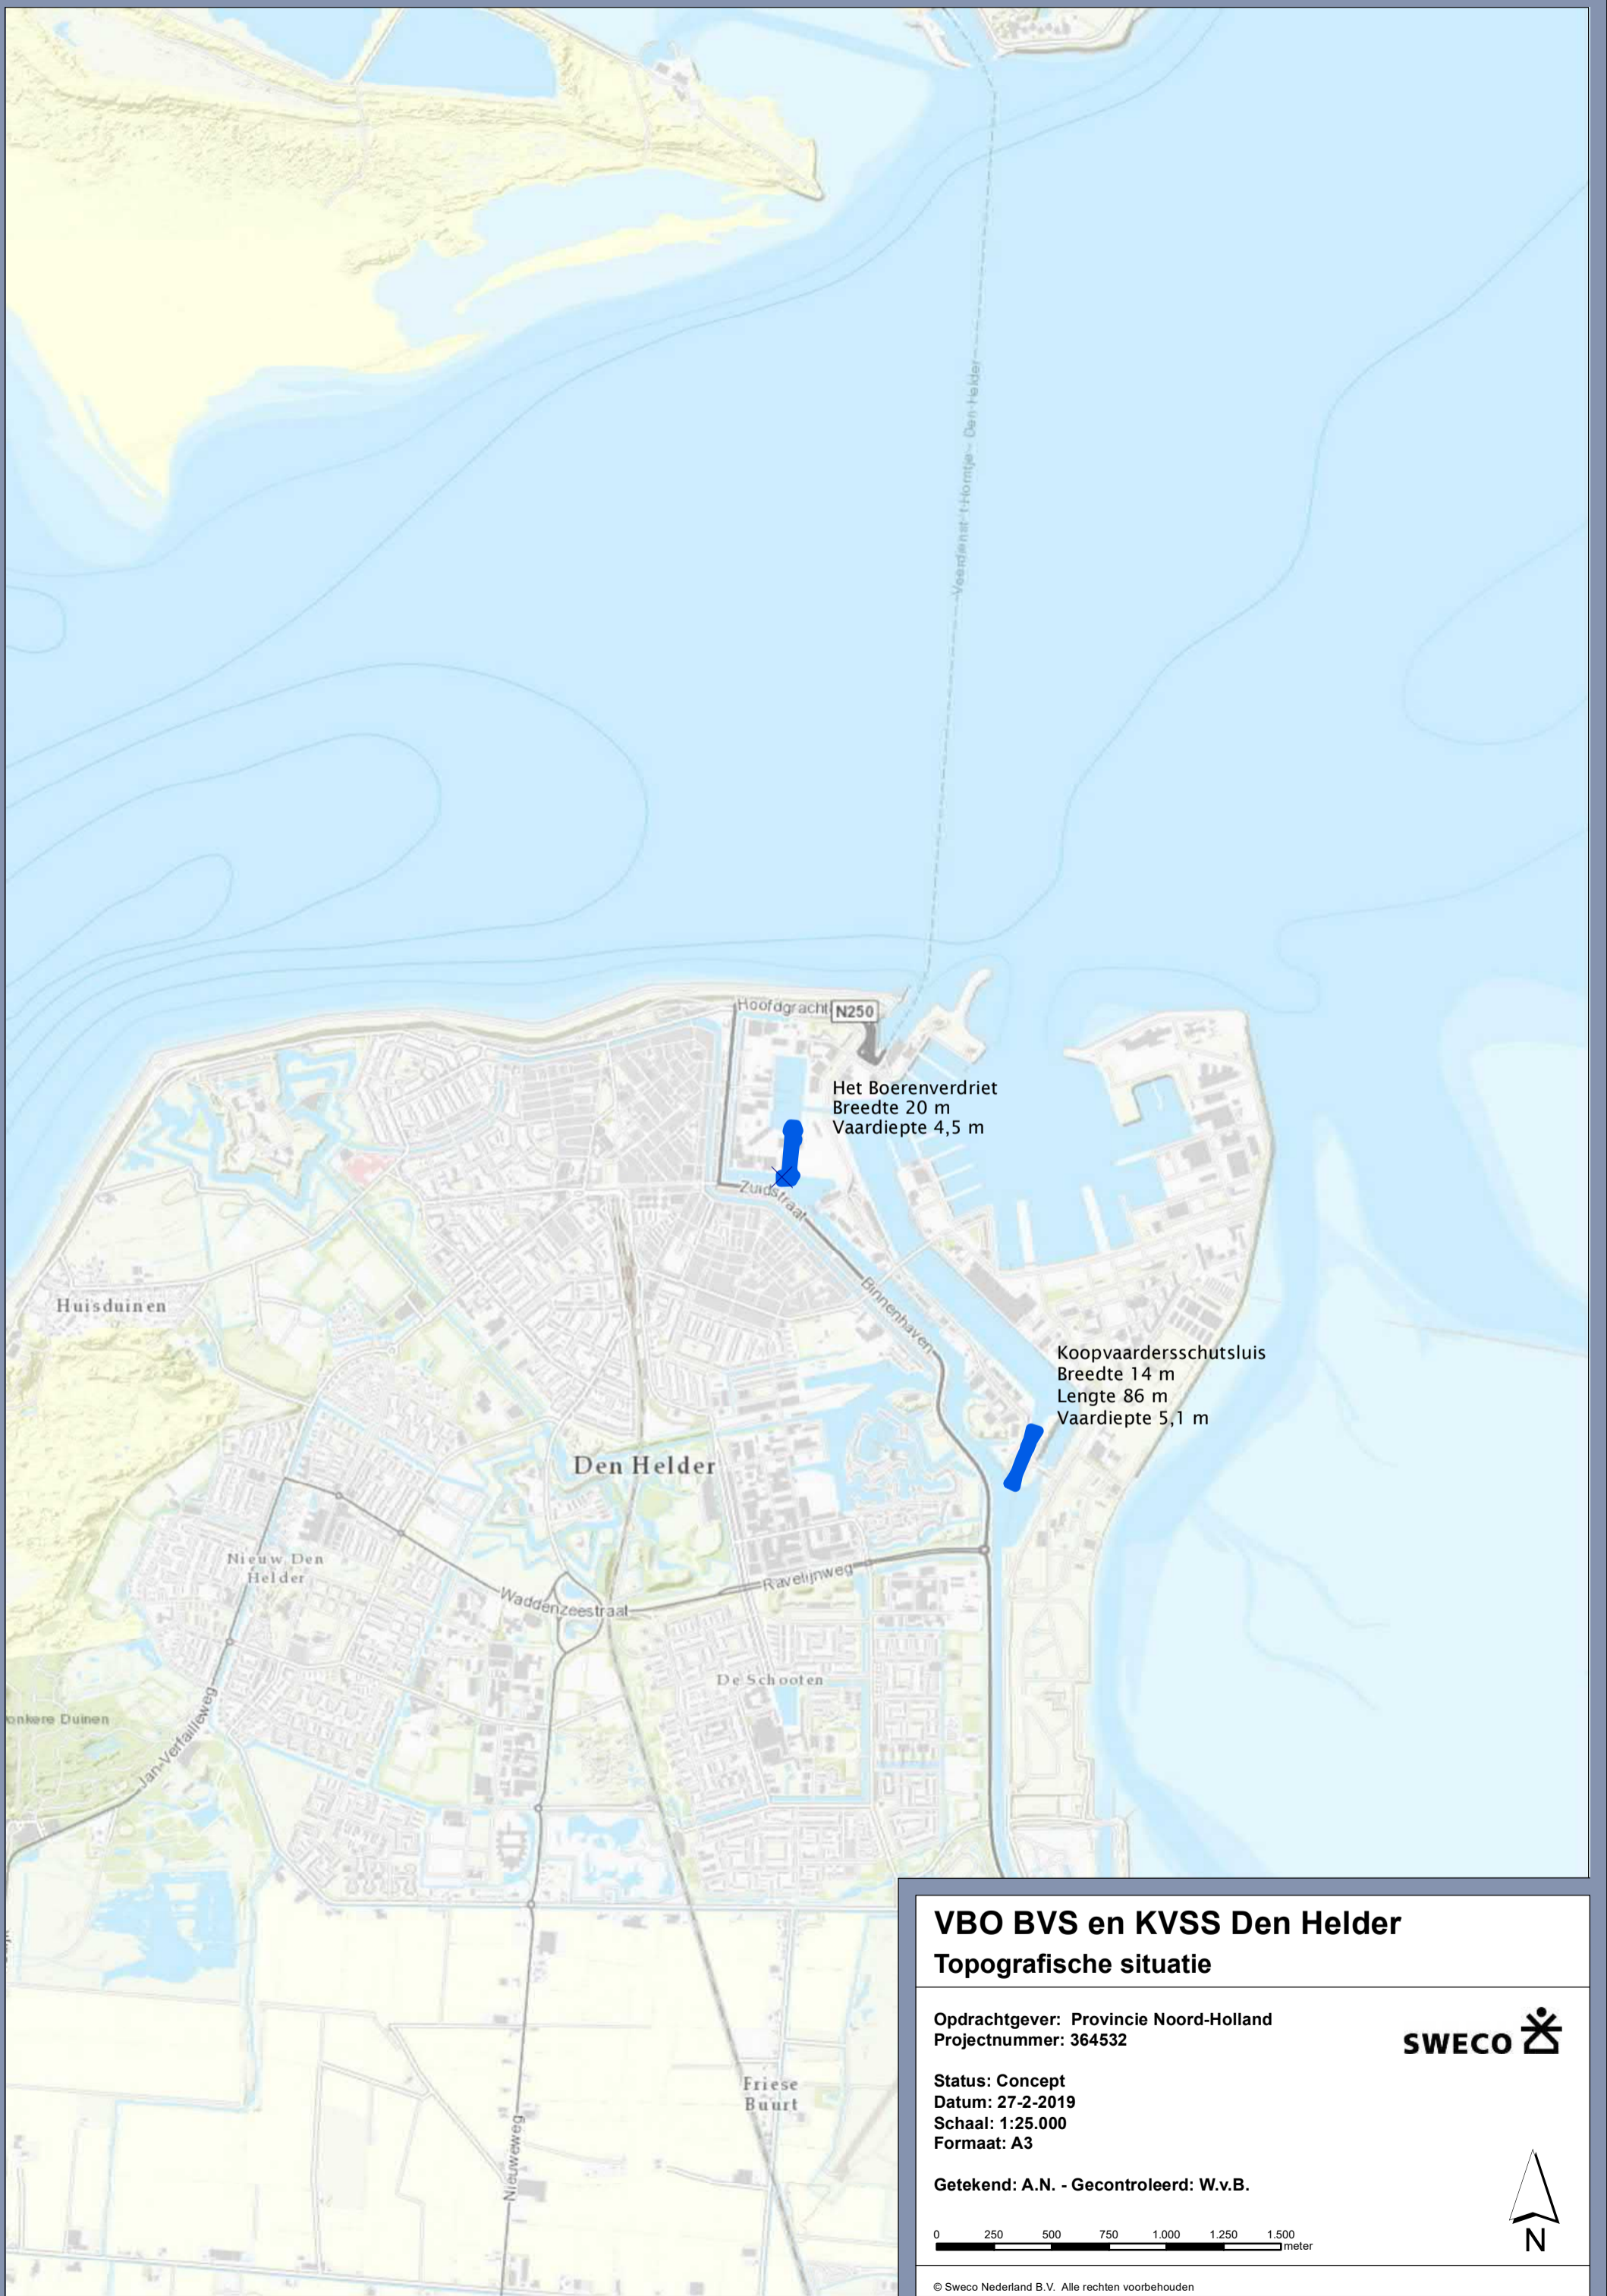 Veerdienst 't Horntje - Den Helder
Hoofdgracht
N250
Het Boerenverdriet
Breedte 20 m
Vaardiepte 4,5 m
Zuidstraat
Binnenhaven
Huisduinen
Koopvaardersschutsluis
Breedte 14 m
Lengte 86 m
Vaardiepte 5,1 m
Den Helder
Nieuw Den
Helder
Waddenzeestraat
Ravelijnweg
De Schooten
onkere Duinen
Jan Verfailleweg
Friese
Buurt
Nieuweweg
VBO BVS en KVSS Den Helder
Topografische situatie
Opdrachtgever: Provincie Noord-Holland
Projectnummer: 364532
SWECO
Status: Concept
Datum: 27-2-2019
Schaal: 1:25.000
Formaat: A3
Getekend: A.N. - Gecontroleerd: W.v.B.
0 250 500 750 1.000 1.250 1.500
meter
N
© Sweco Nederland B.V. Alle rechten voorbehouden